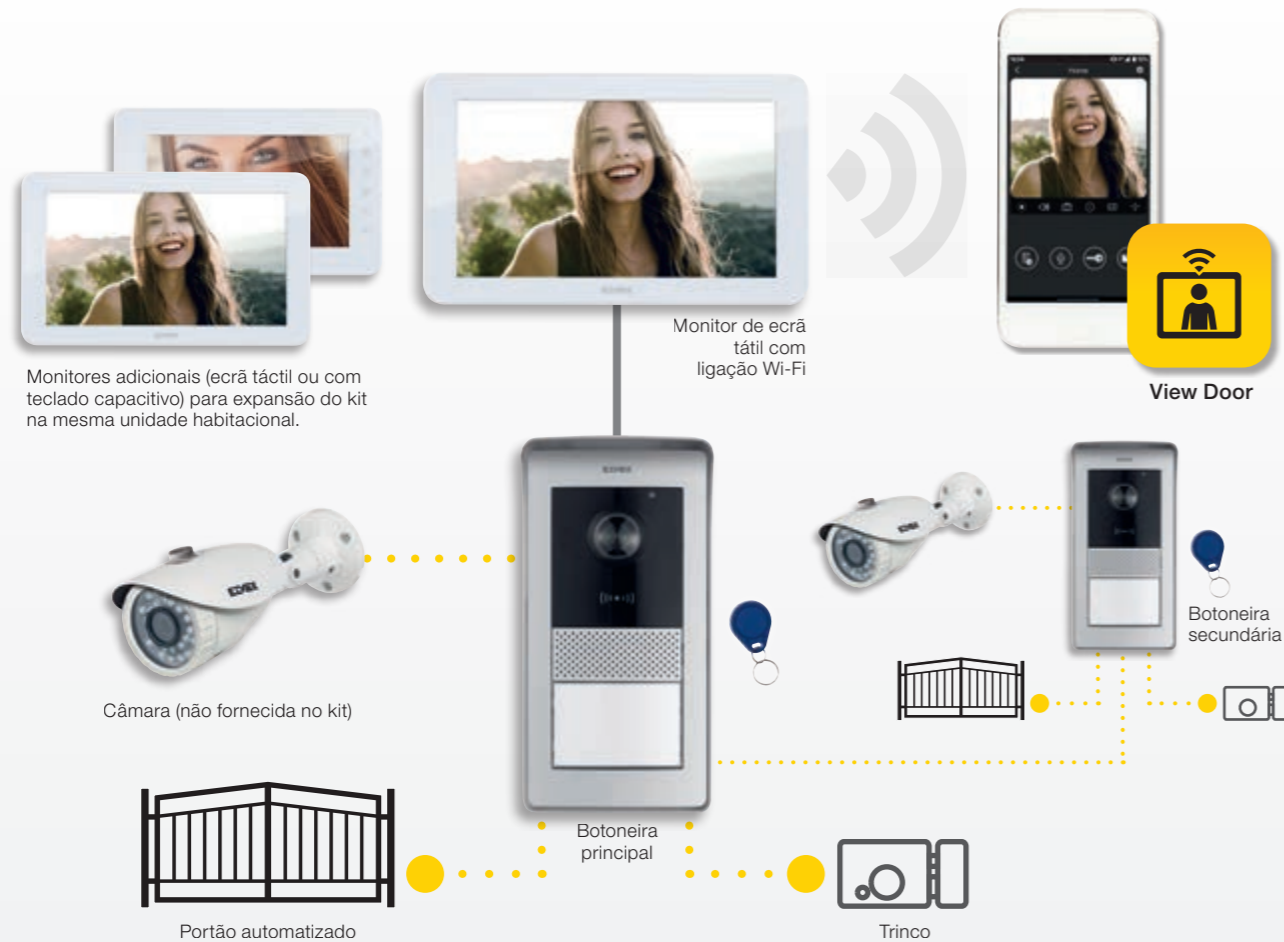 Monitor de ecrã
tátil com
ligação Wi-Fi
View Door
Monitores adicionais (ecrã táctil ou com
teclado capacitivo) para expansão do kit
na mesma unidade habitacional.
Câmara (não fornecida no kit)
Botoneira
secundária
Botoneira
principal
Portão automatizado
Trinco